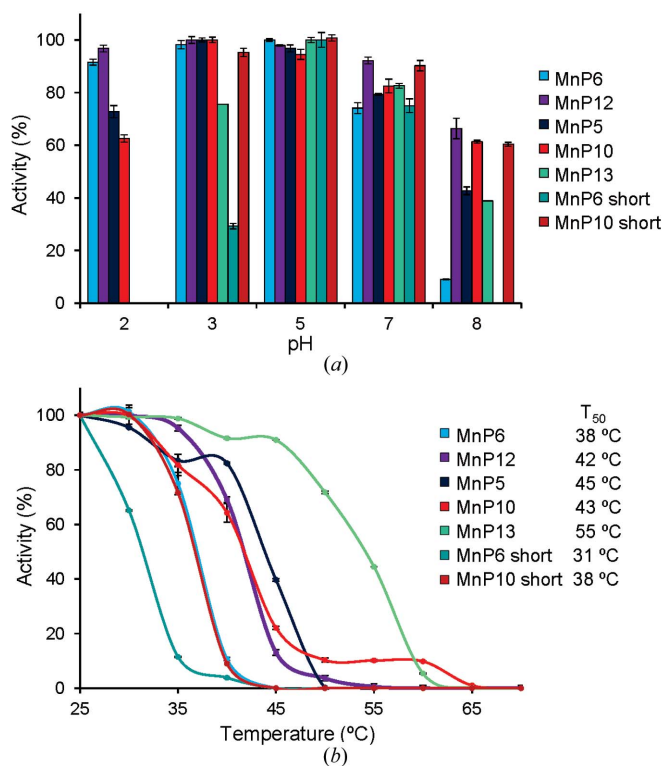 100
80
60
40
20
0
Activity (%)
2 3 5 7 8
pH
MnP6
MnP12
MnP5
MnP10
MnP13
MnP6 short
MnP10 short
(a)
100
80
60
40
20
0
Activity (%)
25 35 45 55 65
Temperature (ºC)
T50
MnP6 38 ºC
MnP12 42 ºC
MnP5 45 ºC
MnP10 43 ºC
MnP13 55 ºC
MnP6 short 31 ºC
MnP10 short 38 ºC
(b)